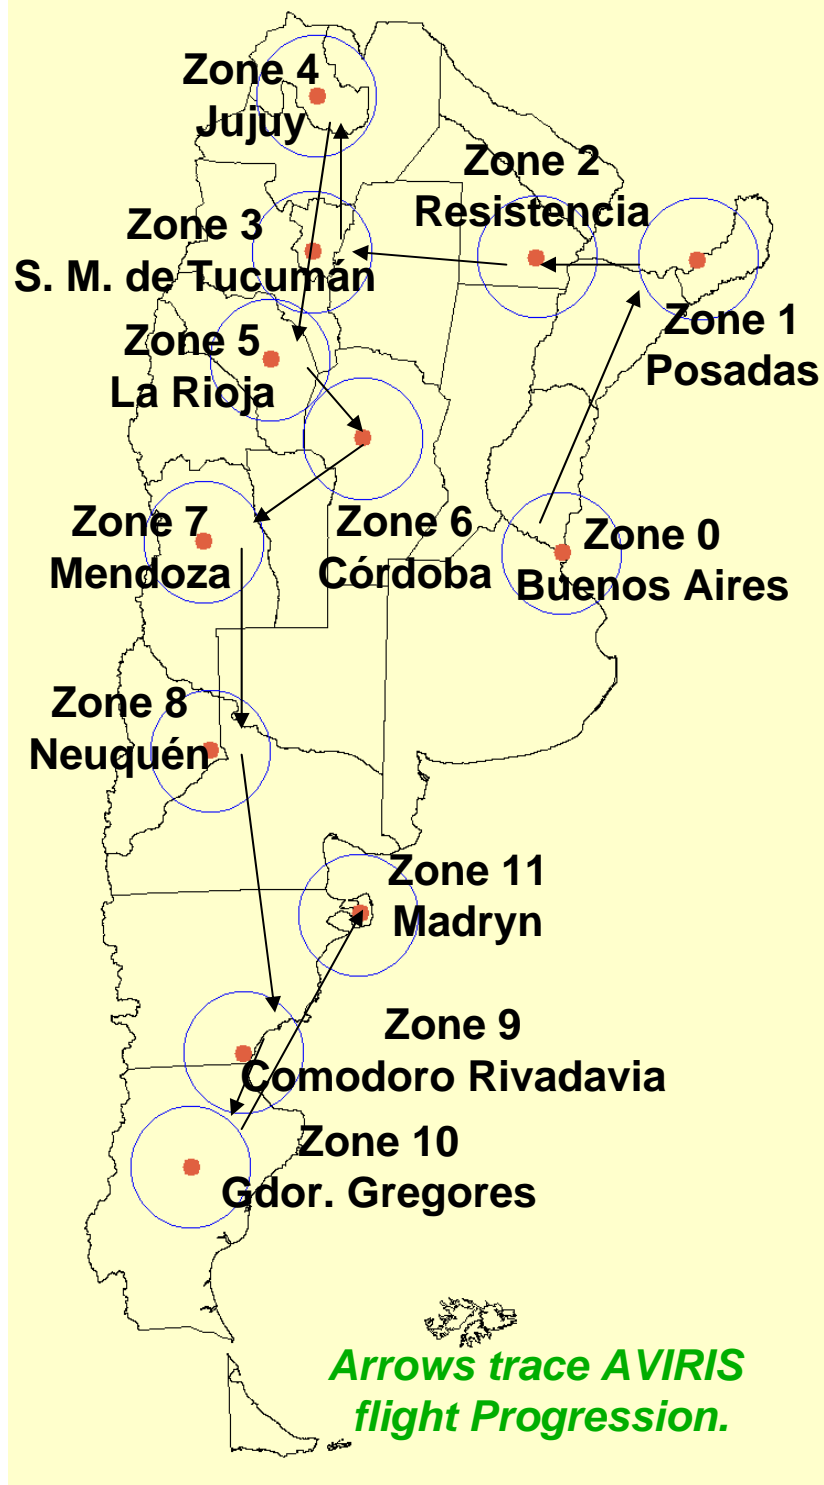 Zone 4
Jujuy
Zone 2
Resistencia
Zone 3
S. M. de Tucumán
Zone 1
Posadas
Zone 5
La Rioja
Zone 7
Mendoza
Zone 6
Córdoba
Zone 0
Buenos Aires
Zone 8
Neuquén
Zone 11
Madryn
Zone 9
Comodoro Rivadavia
Zone 10
Gdor. Gregores
Arrows trace AVIRIS
flight Progression.